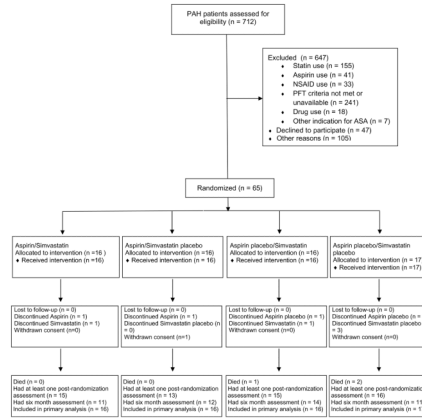 PAH patients assessed for
eligibility (n = 712)
Excluded (n = 647)
♦ Statin use (n = 155)
♦ Aspirin use (n = 41)
♦ NSAID use (n = 33)
♦ PFT criteria not met or
unavailable (n = 241)
♦ Drug use (n = 18)
♦ Other indication for ASA (n = 7)
♦ Declined to participate (n = 47)
♦ Other reasons (n = 105)
Randomized (n = 65)
Aspirin/Simvastatin
Allocated to intervention (n =16 )
♦ Received intervention (n =16)
Aspirin/Simvastatin placebo
Allocated to intervention (n =16)
♦ Received intervention (n = 16)
Aspirin placebo/Simvastatin
Allocated to intervention (n =16)
♦ Received intervention (n =16)
Aspirin placebo/Simvastatin
placebo
Allocated to intervention (n = 17
♦ Received intervention (n =17)
Lost to follow-up (n = 0)
Discontinued Aspirin (n = 1)
Discontinued Simvastatin (n = 1)
Withdrawn consent (n=0)
Lost to follow-up (n = 0)
Discontinued Aspirin (n = 1)
Discontinued Simvastatin placebo (n
= 0)
Withdrawn consent (n=1)
Lost to follow-up (n = 0)
Discontinued Aspirin placebo (n = 1)
Discontinued Simvastatin (n = 1)
Withdrawn consent (n=0)
Lost to follow-up (n = 0)
Discontinued Aspirin placebo (n =
Discontinued Simvastatin placebo
= 3)
Withdrawn consent (n=0)
Died (n = 0)
Had at least one post-randomization
assessment (n = 15)
Had six month assessment (n = 11)
Included in primary analysis (n = 16)
Died (n = 0)
Had at least one post-randomization
assessment (n = 13)
Had six month assessment (n = 12)
Included in primary analysis (n = 16)
Died (n = 1)
Had at least one post-randomization
assessment (n = 15)
Had six month assessment (n = 14)
Included in primary analysis (n = 16)
Died (n = 2)
Had at least one post-randomization
assessment (n = 16)
Had six month assessment (n = 11
Included in primary analysis (n = 1